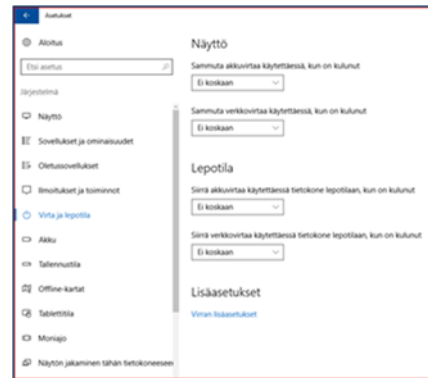 Asetukset
Aloitus
Etsi asetus
Järjestelmä
Näyttö
Sovellukset ja ominaisuudet
Oletussovellukset
Ilmoitukset ja toiminnot
Virta ja lepotila
Akku
Tallennustila
Offline-kartat
Tablettitila
Moniajo
Näytön jakaminen tähän tietokoneeseen
Näyttö
Sammuta akkuvirtaa käytettäessä, kun on kulunut
Ei koskaan
Sammuta verkkovirtaa käytettäessä, kun on kulunut
Ei koskaan
Lepotila
Siirrä akkuvirtaa käytettäessä tietokone lepotilaan, kun on kulunut
Ei koskaan
Siirrä verkkovirtaa käytettäessä tietokone lepotilaan, kun on kulunut
Ei koskaan
Lisäasetukset
Virran lisäasetukset